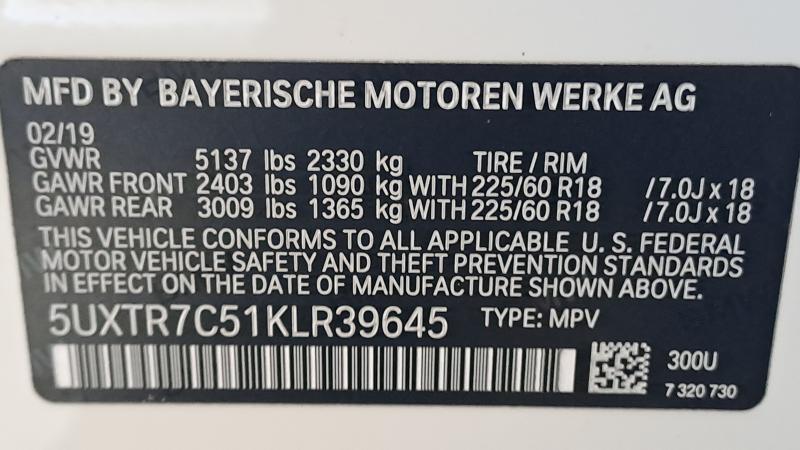 MFD BY BAYERISCHE MOTOREN WERKE AG
02/19
GVWR 5137 lbs 2330 kg TIRE / RIM
GAWR FRONT 2403 lbs 1090 kg WITH 225/60 R18 /7.0J x 18
GAWR REAR 3009 lbs 1365 kg WITH 225/60 R18 /7.0J x 18
THIS VEHICLE CONFORMS TO ALL APPLICABLE U. S. FEDERAL
MOTOR VEHICLE SAFETY AND THEFT PREVENTION STANDARDS
IN EFFECT ON THE DATE OF MANUFACTURE SHOWN ABOVE.
5UXTR7C51KLR39645 TYPE: MPV
300U
7 320 730